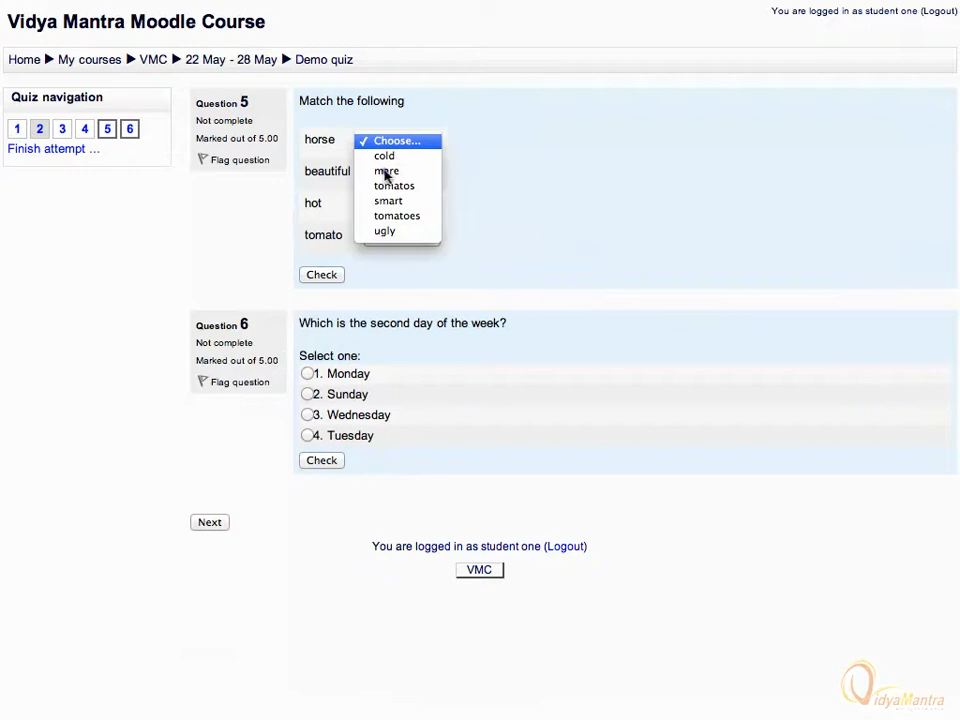 Vidya Mantra Moodle Course
You are logged in as student one (Logout)
Home ▶ My courses ▶ VMC ▶ 22 May - 28 May ▶ Demo quiz
Quiz navigation
1 2 3 4 5 6
Finish attempt ...
Question 5
Not complete
Marked out of 5.00
Flag question
Match the following
horse
beautiful
hot
tomato
✓ Choose...
cold
mare
tomatos
smart
tomatoes
ugly
Check
Question 6
Not complete
Marked out of 5.00
Flag question
Which is the second day of the week?
Select one:
1. Monday
2. Sunday
3. Wednesday
4. Tuesday
Check
Next
You are logged in as student one (Logout)
VMC
VidyaMantra